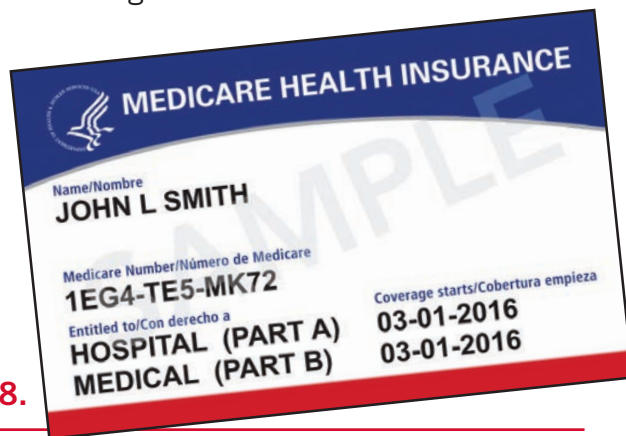 MEDICARE HEALTH INSURANCE
SAMPLE
Name/Nombre
JOHN L SMITH
Medicare Number/Número de Medicare
1EG4-TE5-MK72
Entitled to/Con derecho a
HOSPITAL (PART A)
MEDICAL (PART B)
Coverage starts/Cobertura empieza
03-01-2016
03-01-2016
8.